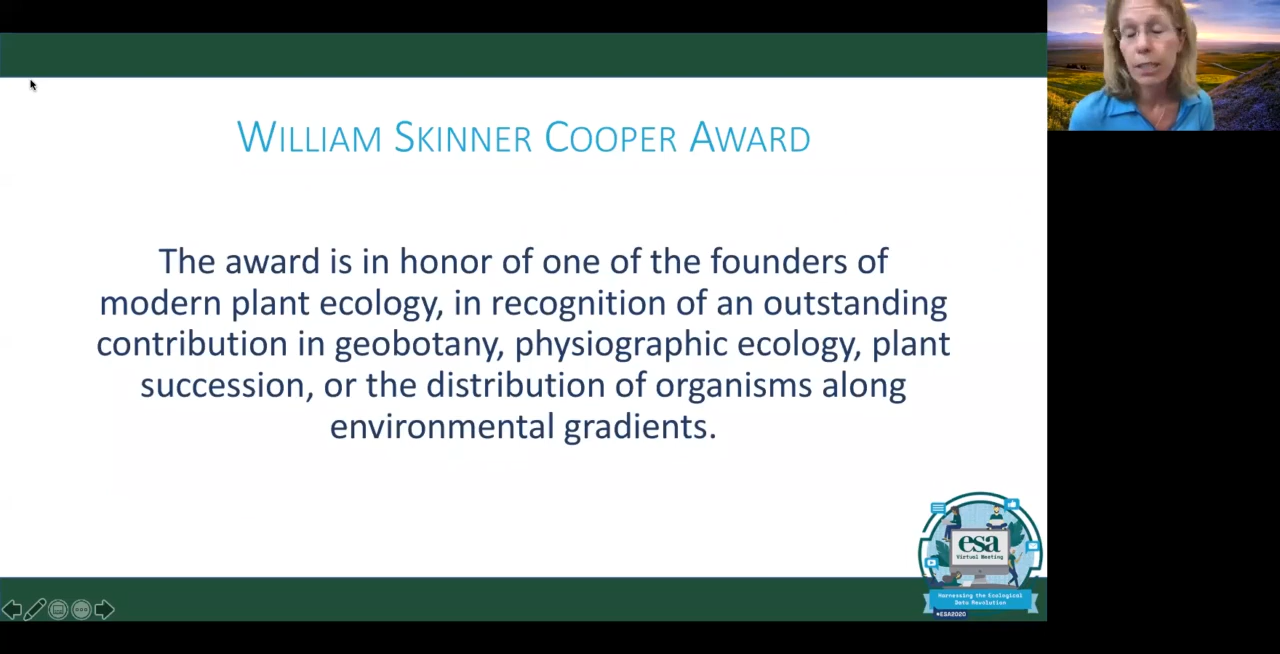 WILLIAM SKINNER COOPER AWARD
The award is in honor of one of the founders of
modern plant ecology, in recognition of an outstanding
contribution in geobotany, physiographic ecology, plant
succession, or the distribution of organisms along
environmental gradients.
esa
Virtual Meeting
Harnessing the Ecological
Data Revolution
#ESA2020